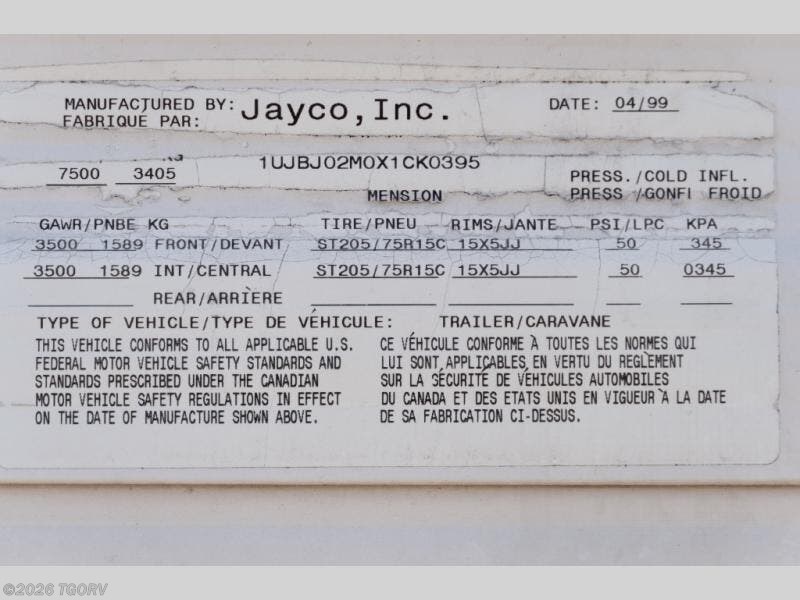 MANUFACTURED BY: Jayco, Inc. DATE: 04/99
FABRIQUE PAR:
1UJBJ02M0X1CK0395
7500 3405 PRESS./COLD INFL.
MENSION PRESS /GONFI FROID
GAWR/PNBE KG TIRE/PNEU RIMS/JANTE PSI/LPC KPA
3500 1589 FRONT/DEVANT ST205/75R15C 15X5JJ 50 345
3500 1589 INT/CENTRAL ST205/75R15C 15X5JJ 50 0345
REAR/ARRIÈRE
TYPE OF VEHICLE/TYPE DE VÉHICULE: TRAILER/CARAVANE
THIS VEHICLE CONFORMS TO ALL APPLICABLE U.S.
FEDERAL MOTOR VEHICLE SAFETY STANDARDS AND
STANDARDS PRESCRIBED UNDER THE CANADIAN
MOTOR VEHICLE SAFETY REGULATIONS IN EFFECT
ON THE DATE OF MANUFACTURE SHOWN ABOVE.
CE VÉHICULE CONFORME À TOUTES LES NORMES QUI
LUI SONT APPLICABLES EN VERTU DU REGLEMENT
SUR LA SÉCURITÉ DE VÉHICULES AUTOMOBILES
DU CANADA ET DES ETATS UNIS EN VIGUEUR À LA DATE
DE SA FABRICATION CI-DESSUS.
©2026 TGORV